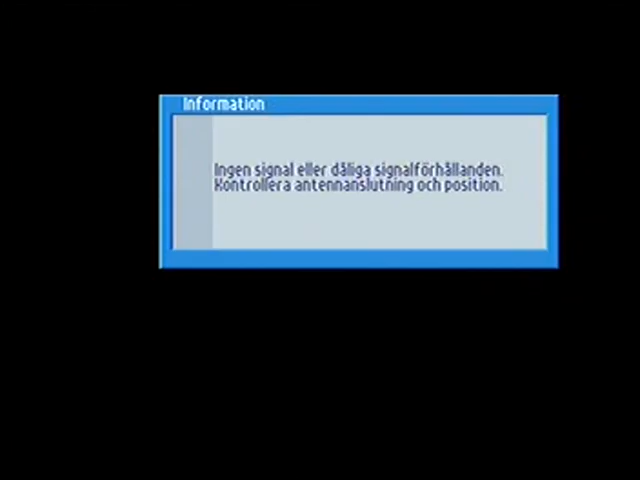 Information
Ingen signal eller dåliga signalförhållanden.
Kontrollera antennanslutning och position.